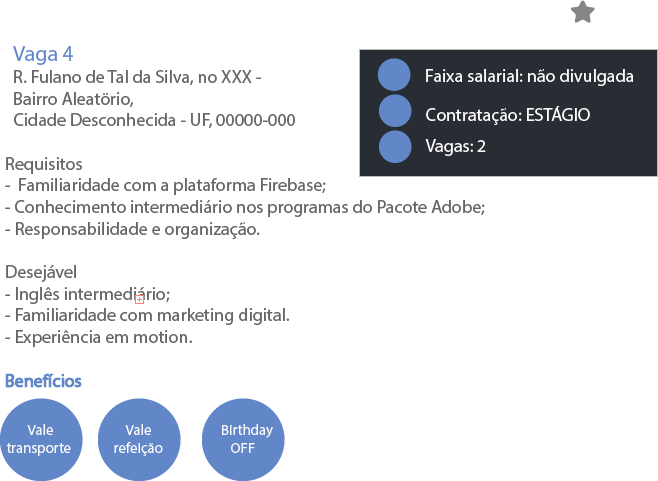 Vaga 4
R. Fulano de Tal da Silva, no XXX -
Bairro Aleatörio,
Cidade Desconhecida - UF, 00000-000
Faixa salarial: não divulgada
Contratação: ESTÁGIO
Vagas: 2
Requisitos
- Familiaridade com a plataforma Firebase;
- Conhecimento intermediário nos programas do Pacote Adobe;
- Responsabilidade e organização.
Desejável
- Inglês intermediário;
- Familiaridade com marketing digital.
- Experiência em motion.
Benefícios
Vale
transporte
Vale
refeição
Birthday
OFF